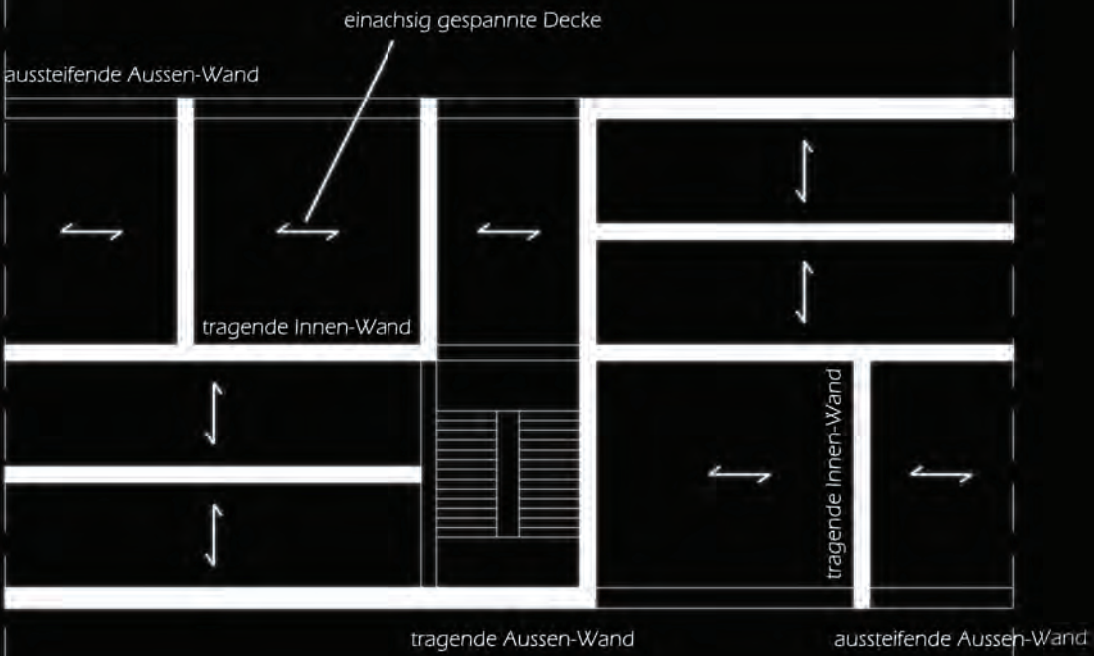 einachsig gespannte Decke
aussteifende Aussen-Wand
tragende Innen-Wand
tragende Innen-Wand
tragende Aussen-Wand
aussteifende Aussen-Wand